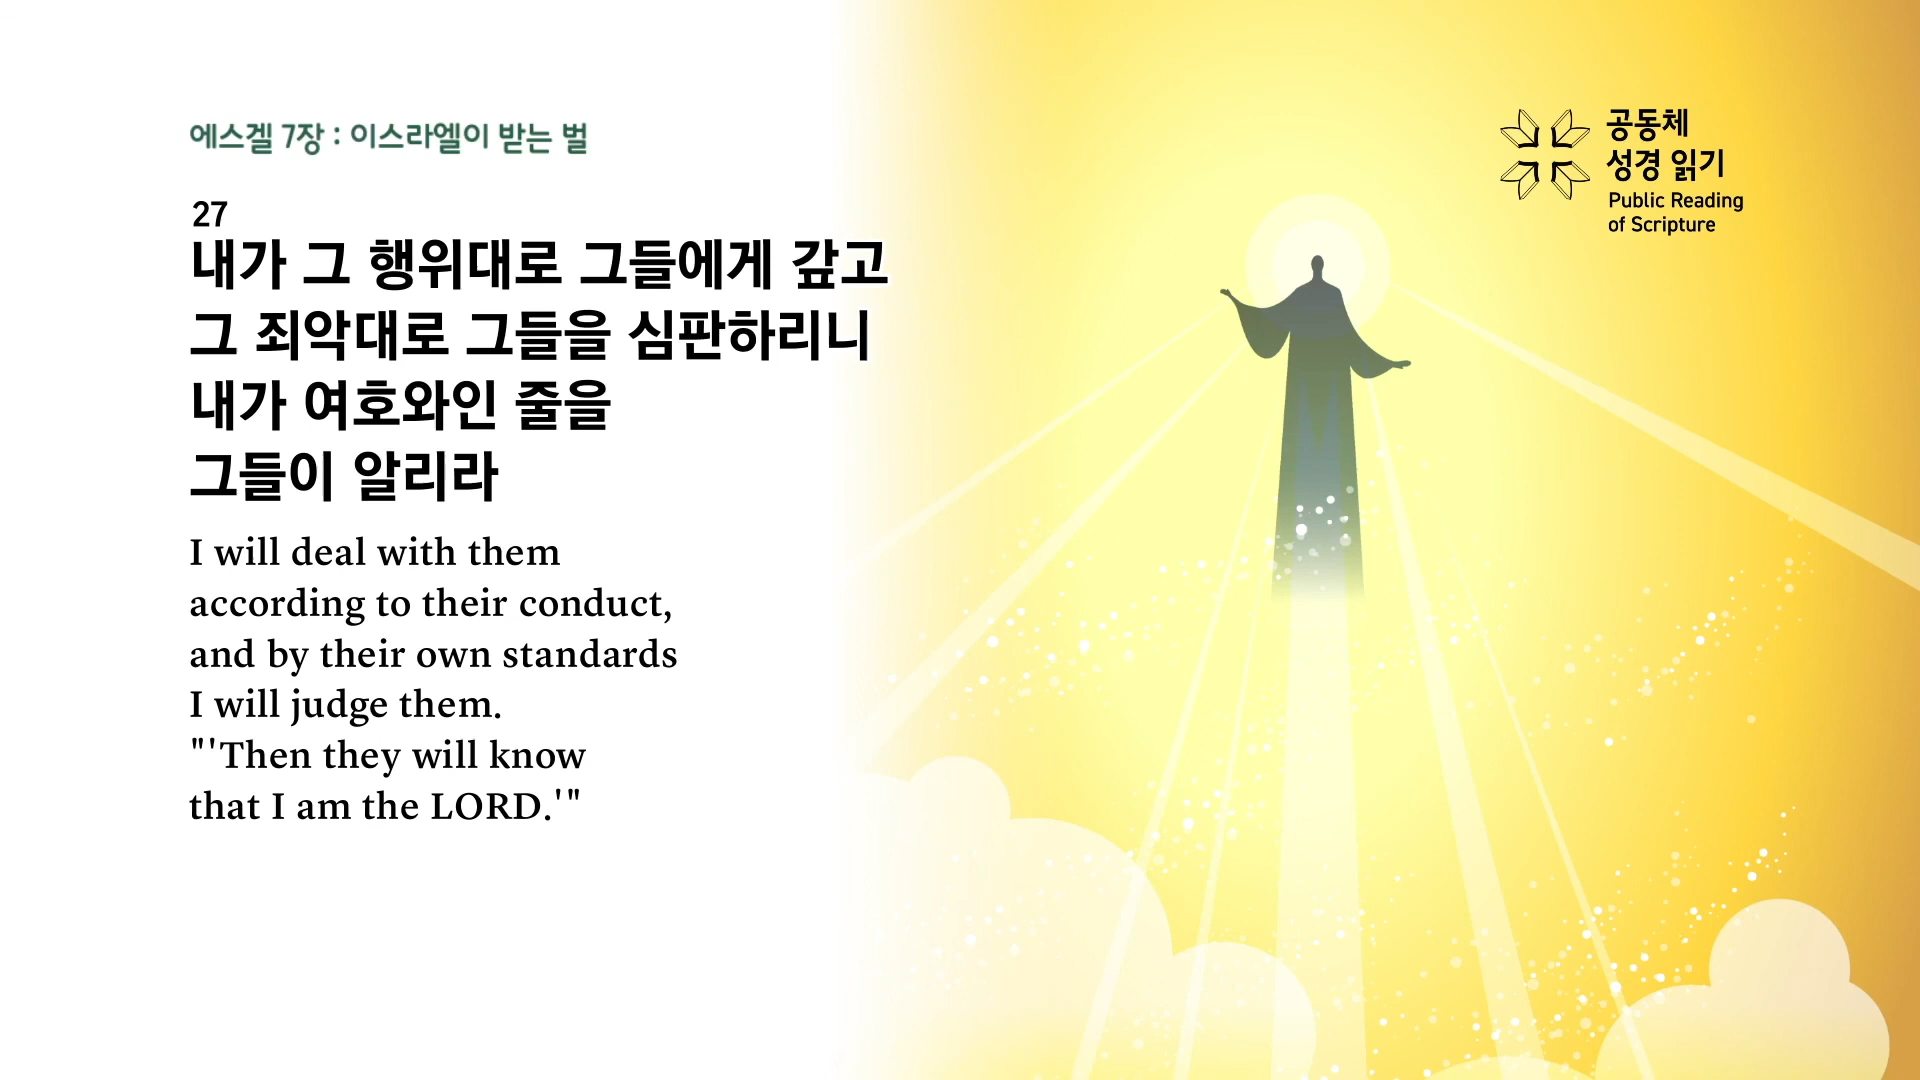 에스겔 7장 : 이스라엘이 받는 벌
27
내가 그 행위대로 그들에게 갚고
그 죄악대로 그들을 심판하리니
내가 여호와인 줄을
그들이 알리라
I will deal with them
according to their conduct,
and by their own standards
I will judge them.
"'Then they will know
that I am the LORD.'"
공동체
성경 읽기
Public Reading
of Scripture